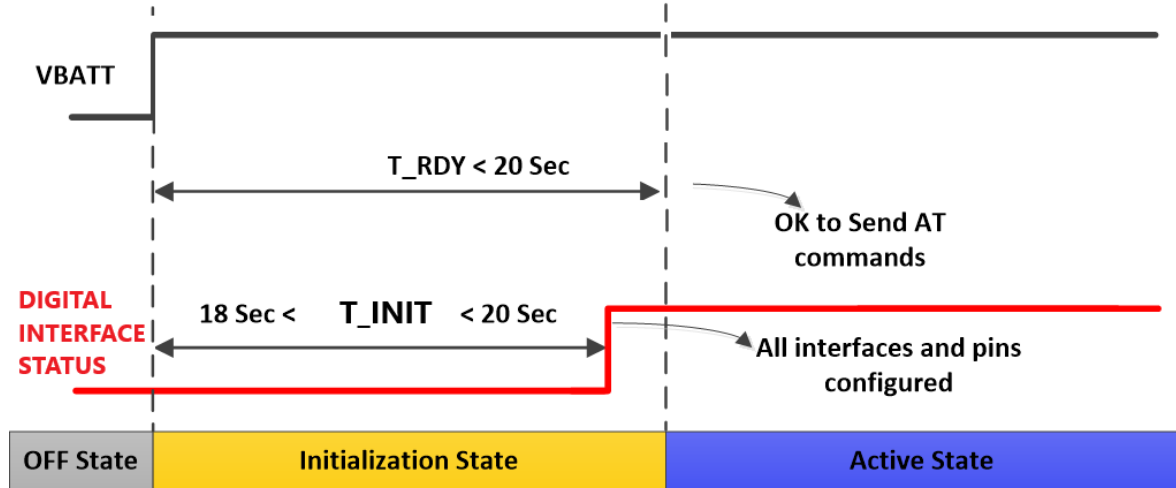 VBATT
T_RDY < 20 Sec
OK to Send AT
commands
DIGITAL
INTERFACE
STATUS
18 Sec < T_INIT < 20 Sec
All interfaces and pins
configured
OFF State
Initialization State
Active State